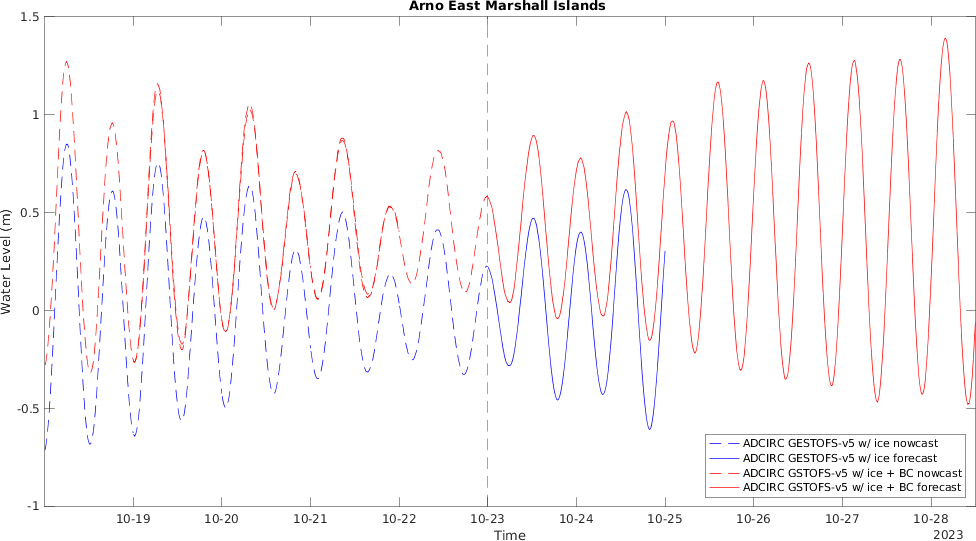 Arno East Marshall Islands
1.5
1
0.5
0
-0.5
-1
Water Level (m)
10-19 10-20 10-21 10-22 10-23 10-24 10-25 10-26 10-27 10-28
Time
2023
ADCIRC GESTOFS-v5 w/ ice nowcast
ADCIRC GESTOFS-v5 w/ ice forecast
ADCIRC GSTOFS-v5 w/ ice + BC nowcast
ADCIRC GSTOFS-v5 w/ ice + BC forecast